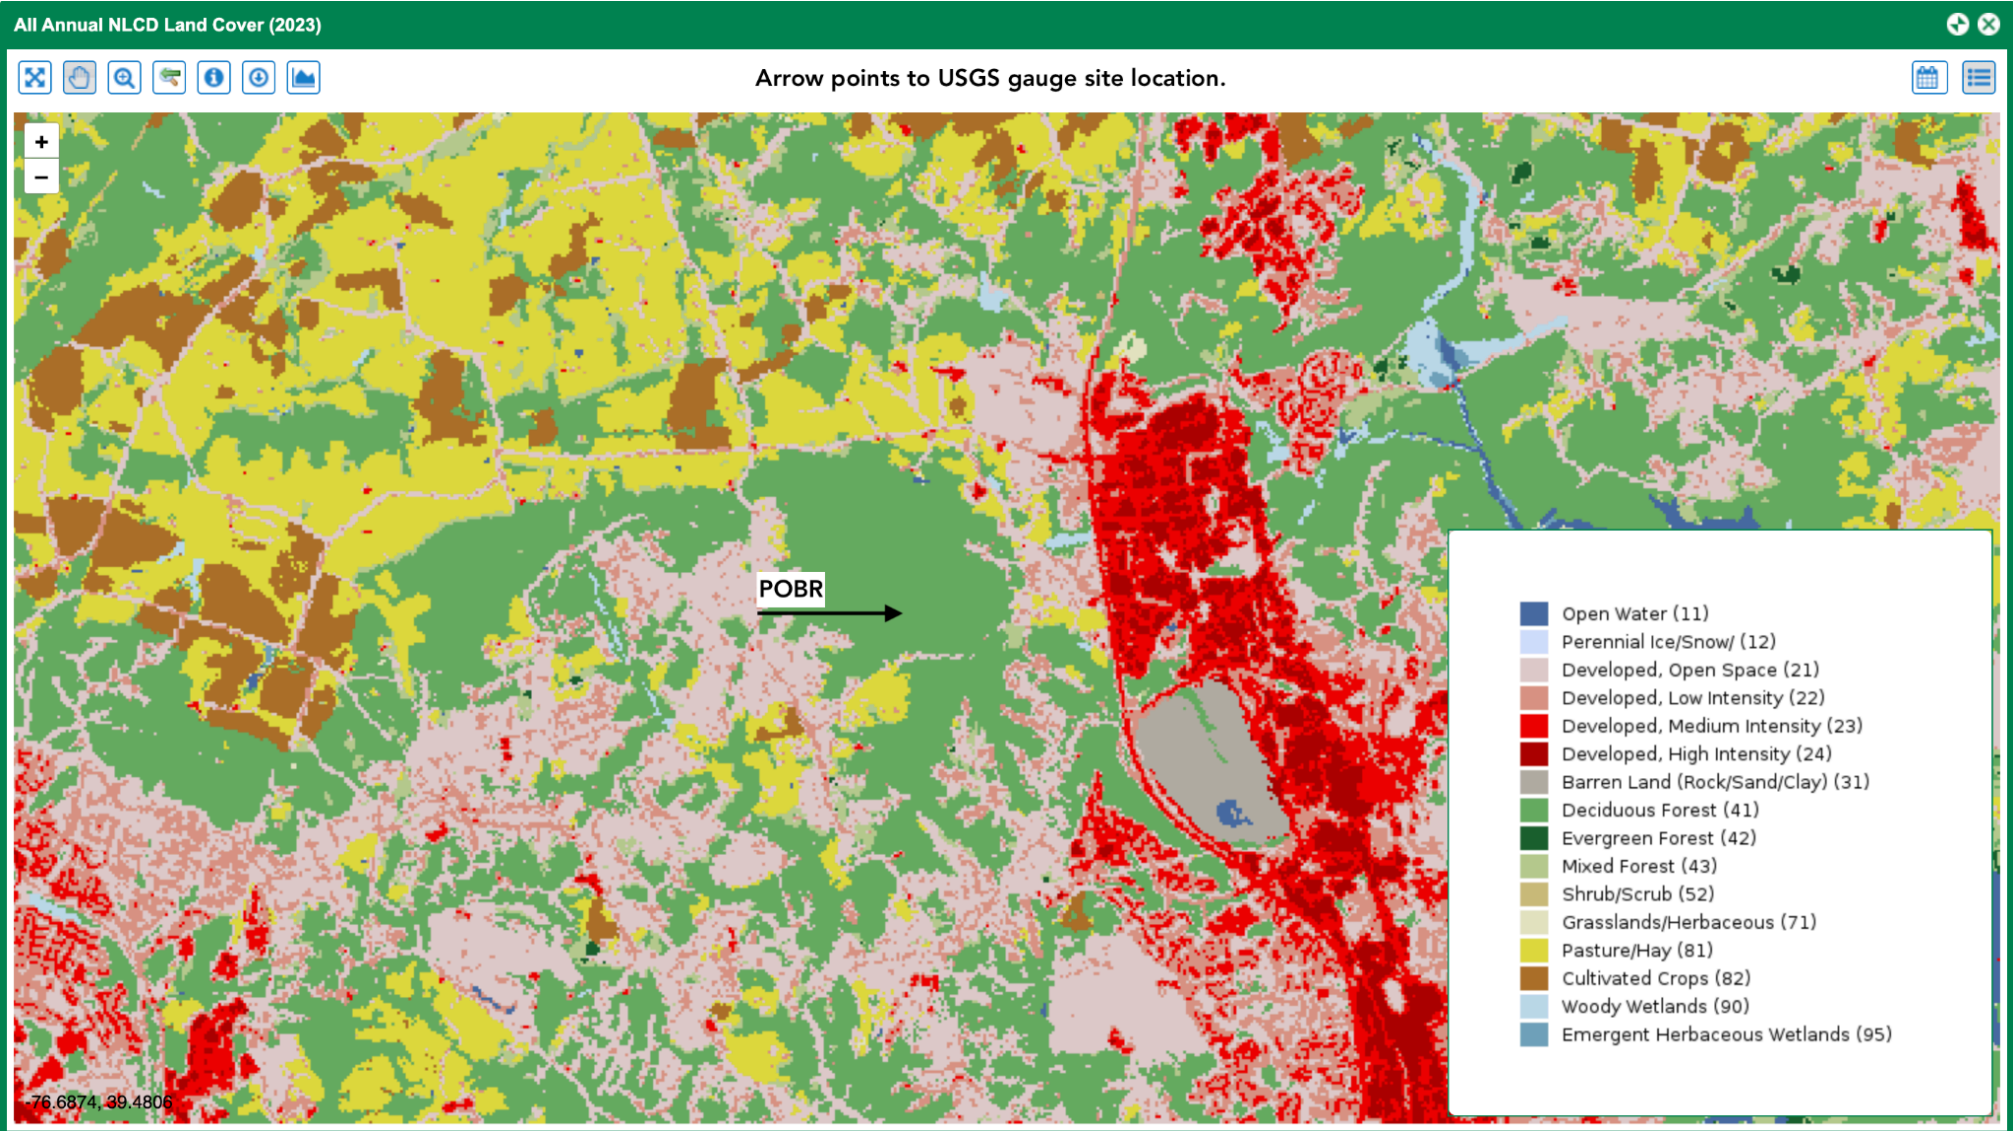 All Annual NLCD Land Cover (2023)
Arrow points to USGS gauge site location.
+
−
POBR
Open Water (11)
Perennial Ice/Snow/ (12)
Developed, Open Space (21)
Developed, Low Intensity (22)
Developed, Medium Intensity (23)
Developed, High Intensity (24)
Barren Land (Rock/Sand/Clay) (31)
Deciduous Forest (41)
Evergreen Forest (42)
Mixed Forest (43)
Shrub/Scrub (52)
Grasslands/Herbaceous (71)
Pasture/Hay (81)
Cultivated Crops (82)
Woody Wetlands (90)
Emergent Herbaceous Wetlands (95)
-76.6874, 39.4806